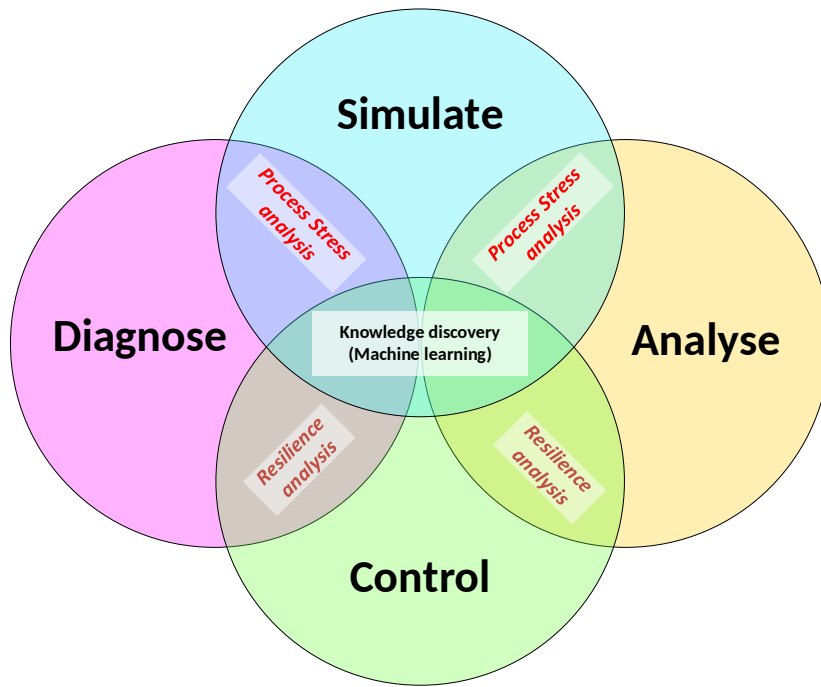 Simulate
Process Stress
analysis
Process Stress
analysis
Diagnose
Knowledge discovery
(Machine learning)
Analyse
Resilience
analysis
Resilience
analysis
Control